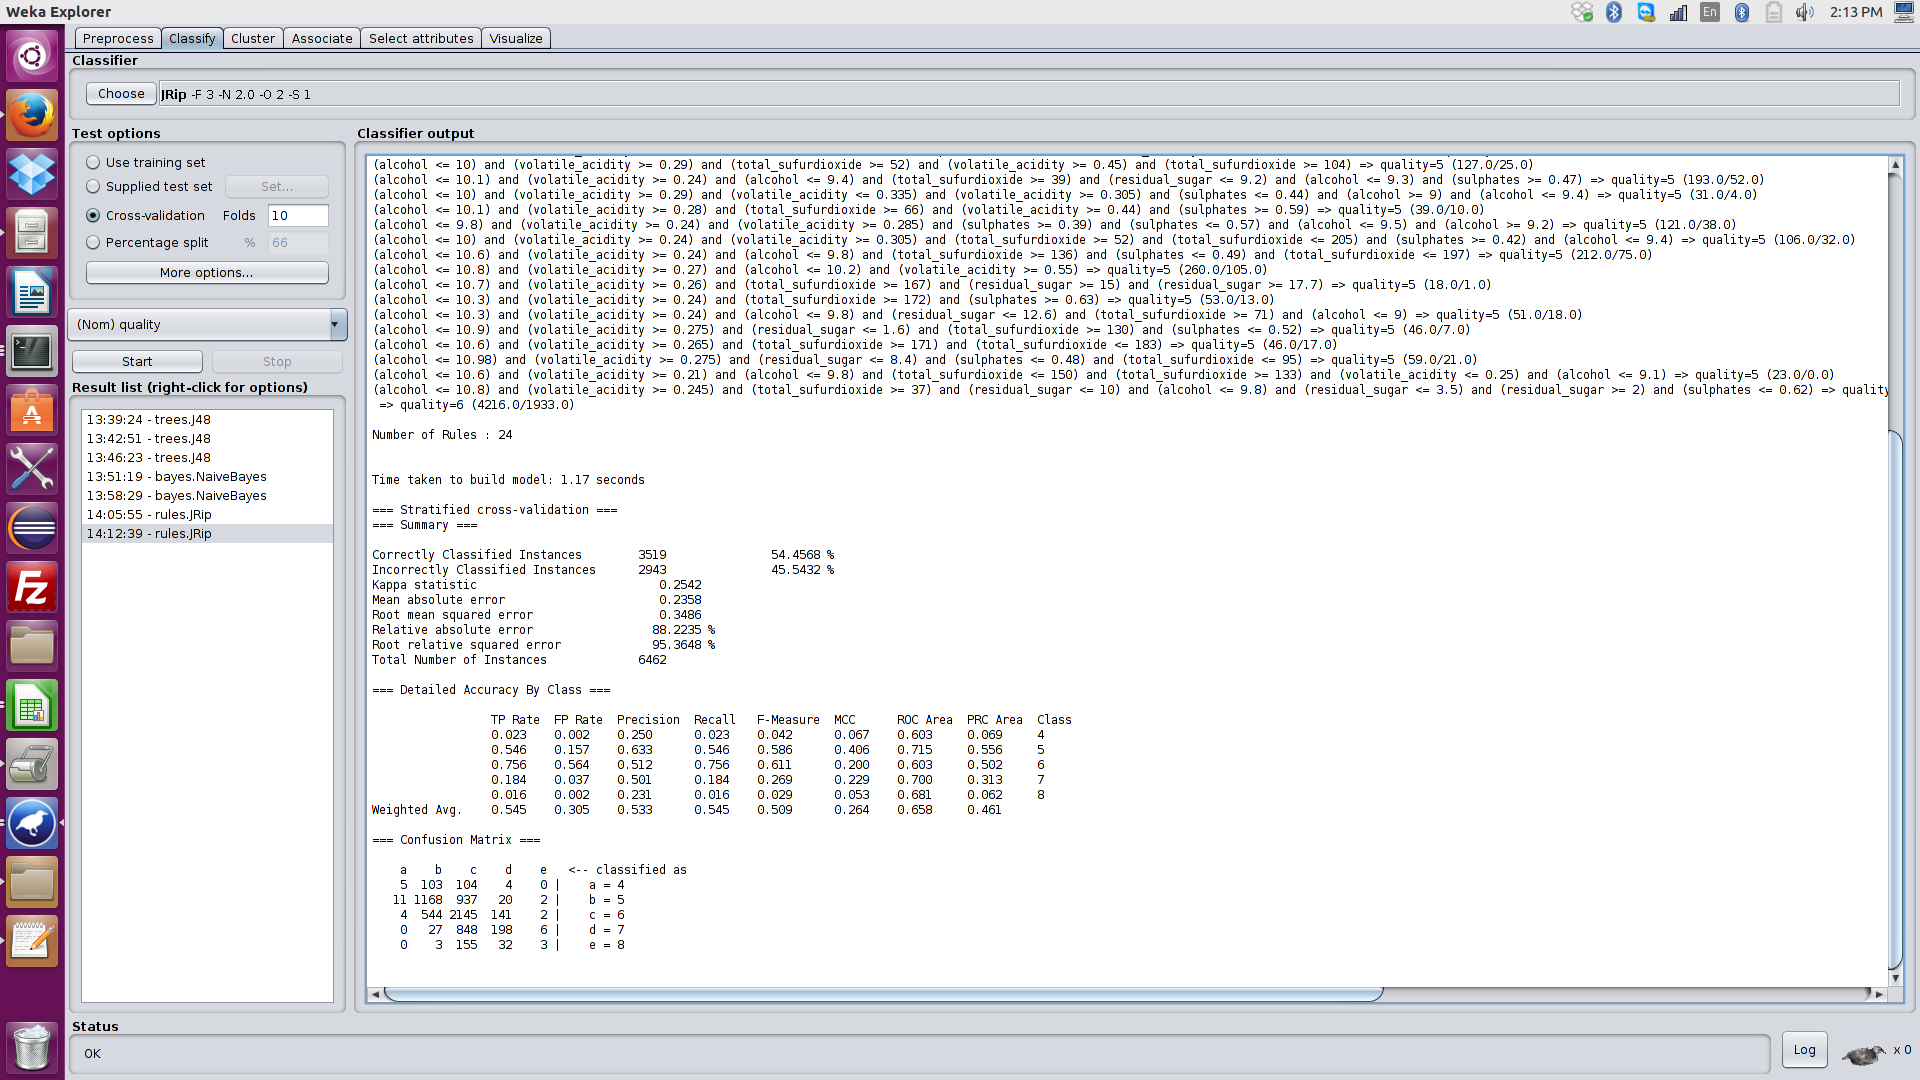 Weka Explorer
En
2:13 PM
Preprocess Classify Cluster Associate Select attributes Visualize
Classifier
Choose JRip -F 3 -N 2.0 -O 2 -S 1
Test options
Use training set
Supplied test set Set...
Cross-validation Folds 10
Percentage split % 66
More options...
(Nom) quality
Start Stop
Result list (right-click for options)
13:39:24 - trees.J48
13:42:51 - trees.J48
13:46:23 - trees.J48
13:51:19 - bayes.NaiveBayes
13:58:29 - bayes.NaiveBayes
14:05:55 - rules.JRip
14:12:39 - rules.JRip
Classifier output
(alcohol <= 10) and (volatile_acidity >= 0.29) and (total_sufurdioxide >= 52) and (volatile_acidity >= 0.45) and (total_sufurdioxide >= 104) => quality=5 (127.0/25.0)
(alcohol <= 10.1) and (volatile_acidity >= 0.24) and (alcohol <= 9.4) and (total_sufurdioxide >= 39) and (residual_sugar <= 9.2) and (alcohol <= 9.3) and (sulphates >= 0.47) => quality=5 (193.0/52.0)
(alcohol <= 10) and (volatile_acidity >= 0.29) and (volatile_acidity <= 0.335) and (volatile_acidity >= 0.305) and (sulphates <= 0.44) and (alcohol >= 9) and (alcohol <= 9.4) => quality=5 (31.0/4.0)
(alcohol <= 10.1) and (volatile_acidity >= 0.28) and (total_sufurdioxide >= 66) and (volatile_acidity >= 0.44) and (sulphates >= 0.59) => quality=5 (39.0/10.0)
(alcohol <= 9.8) and (volatile_acidity >= 0.24) and (volatile_acidity >= 0.285) and (sulphates >= 0.39) and (sulphates <= 0.57) and (alcohol <= 9.5) and (alcohol >= 9.2) => quality=5 (121.0/38.0)
(alcohol <= 10) and (volatile_acidity >= 0.24) and (volatile_acidity >= 0.305) and (total_sufurdioxide >= 52) and (total_sufurdioxide <= 205) and (sulphates >= 0.42) and (alcohol <= 9.4) => quality=5 (106.0/32.0)
(alcohol <= 10.6) and (volatile_acidity >= 0.24) and (alcohol <= 9.8) and (total_sufurdioxide >= 136) and (sulphates <= 0.49) and (total_sufurdioxide <= 197) => quality=5 (212.0/75.0)
(alcohol <= 10.8) and (volatile_acidity >= 0.27) and (alcohol <= 10.2) and (volatile_acidity >= 0.55) => quality=5 (260.0/105.0)
(alcohol <= 10.7) and (volatile_acidity >= 0.26) and (total_sufurdioxide >= 167) and (residual_sugar >= 15) and (residual_sugar >= 17.7) => quality=5 (18.0/1.0)
(alcohol <= 10.3) and (volatile_acidity >= 0.24) and (total_sufurdioxide >= 172) and (sulphates >= 0.63) => quality=5 (53.0/13.0)
(alcohol <= 10.3) and (volatile_acidity >= 0.24) and (alcohol <= 9.8) and (residual_sugar <= 12.6) and (total_sufurdioxide >= 71) and (alcohol <= 9) => quality=5 (51.0/18.0)
(alcohol <= 10.9) and (volatile_acidity >= 0.275) and (residual_sugar <= 1.6) and (total_sufurdioxide >= 130) and (sulphates <= 0.52) => quality=5 (46.0/7.0)
(alcohol <= 10.6) and (volatile_acidity >= 0.265) and (total_sufurdioxide >= 171) and (total_sufurdioxide <= 183) => quality=5 (46.0/17.0)
(alcohol <= 10.98) and (volatile_acidity >= 0.275) and (residual_sugar <= 8.4) and (sulphates <= 0.48) and (total_sufurdioxide <= 95) => quality=5 (59.0/21.0)
(alcohol <= 10.6) and (volatile_acidity >= 0.21) and (alcohol <= 9.8) and (total_sufurdioxide <= 150) and (total_sufurdioxide >= 133) and (volatile_acidity <= 0.25) and (alcohol <= 9.1) => quality=5 (23.0/0.0)
(alcohol <= 10.8) and (volatile_acidity >= 0.245) and (total_sufurdioxide >= 37) and (residual_sugar <= 10) and (alcohol <= 9.8) and (residual_sugar <= 3.5) and (residual_sugar >= 2) and (sulphates <= 0.62) => quality
=> quality=6 (4216.0/1933.0)
Number of Rules : 24
Time taken to build model: 1.17 seconds
=== Stratified cross-validation ===
=== Summary ===
Correctly Classified Instances 3519 54.4568 %
Incorrectly Classified Instances 2943 45.5432 %
Kappa statistic 0.2542
Mean absolute error 0.2358
Root mean squared error 0.3486
Relative absolute error 88.2235 %
Root relative squared error 95.3648 %
Total Number of Instances 6462
=== Detailed Accuracy By Class ===
TP Rate FP Rate Precision Recall F-Measure MCC ROC Area PRC Area Class
0.023 0.002 0.250 0.023 0.042 0.067 0.603 0.069 4
0.546 0.157 0.633 0.546 0.586 0.406 0.715 0.556 5
0.756 0.564 0.512 0.756 0.611 0.200 0.603 0.502 6
0.184 0.037 0.501 0.184 0.269 0.229 0.700 0.313 7
0.016 0.002 0.231 0.016 0.029 0.053 0.681 0.062 8
Weighted Avg. 0.545 0.305 0.533 0.545 0.509 0.264 0.658 0.461
=== Confusion Matrix ===
a b c d e <-- classified as
5 103 104 4 0 | a = 4
11 1168 937 20 2 | b = 5
4 544 2145 141 2 | c = 6
0 27 848 198 6 | d = 7
0 3 155 32 3 | e = 8
Status
OK
Log
x 0